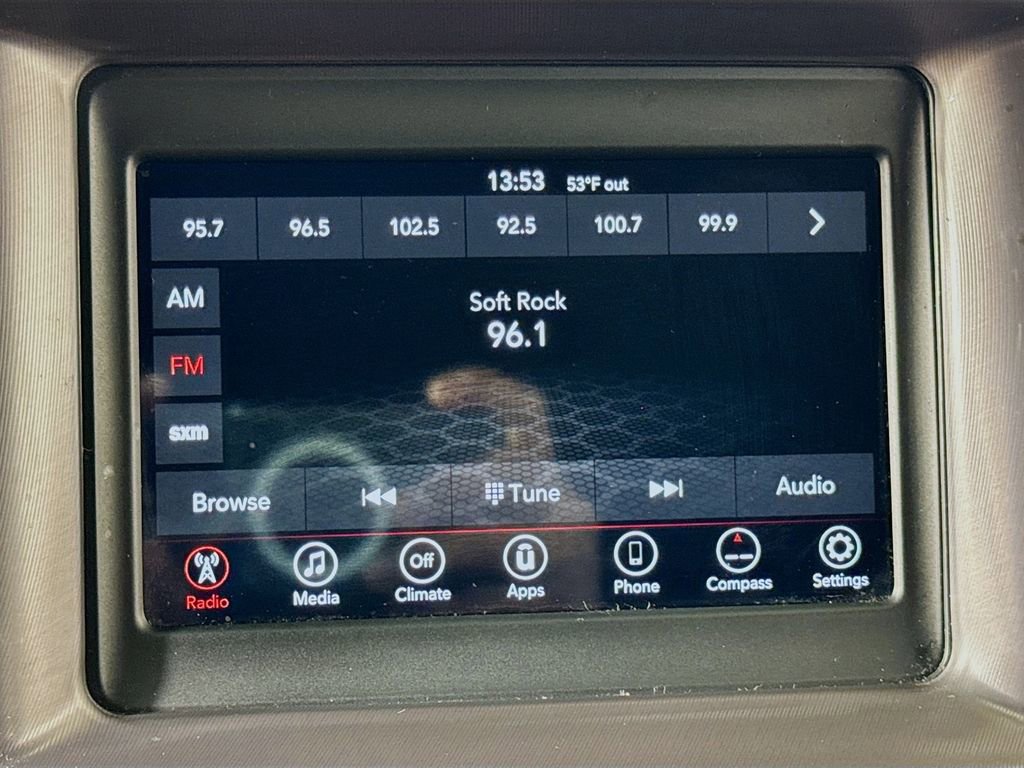 13:53 53°F out
95.7 96.5 102.5 92.5 100.7 99.9
AM
Soft Rock
96.1
FM
sxm
Browse Tune Audio
Off
Radio Media Climate Apps Phone Compass Settings